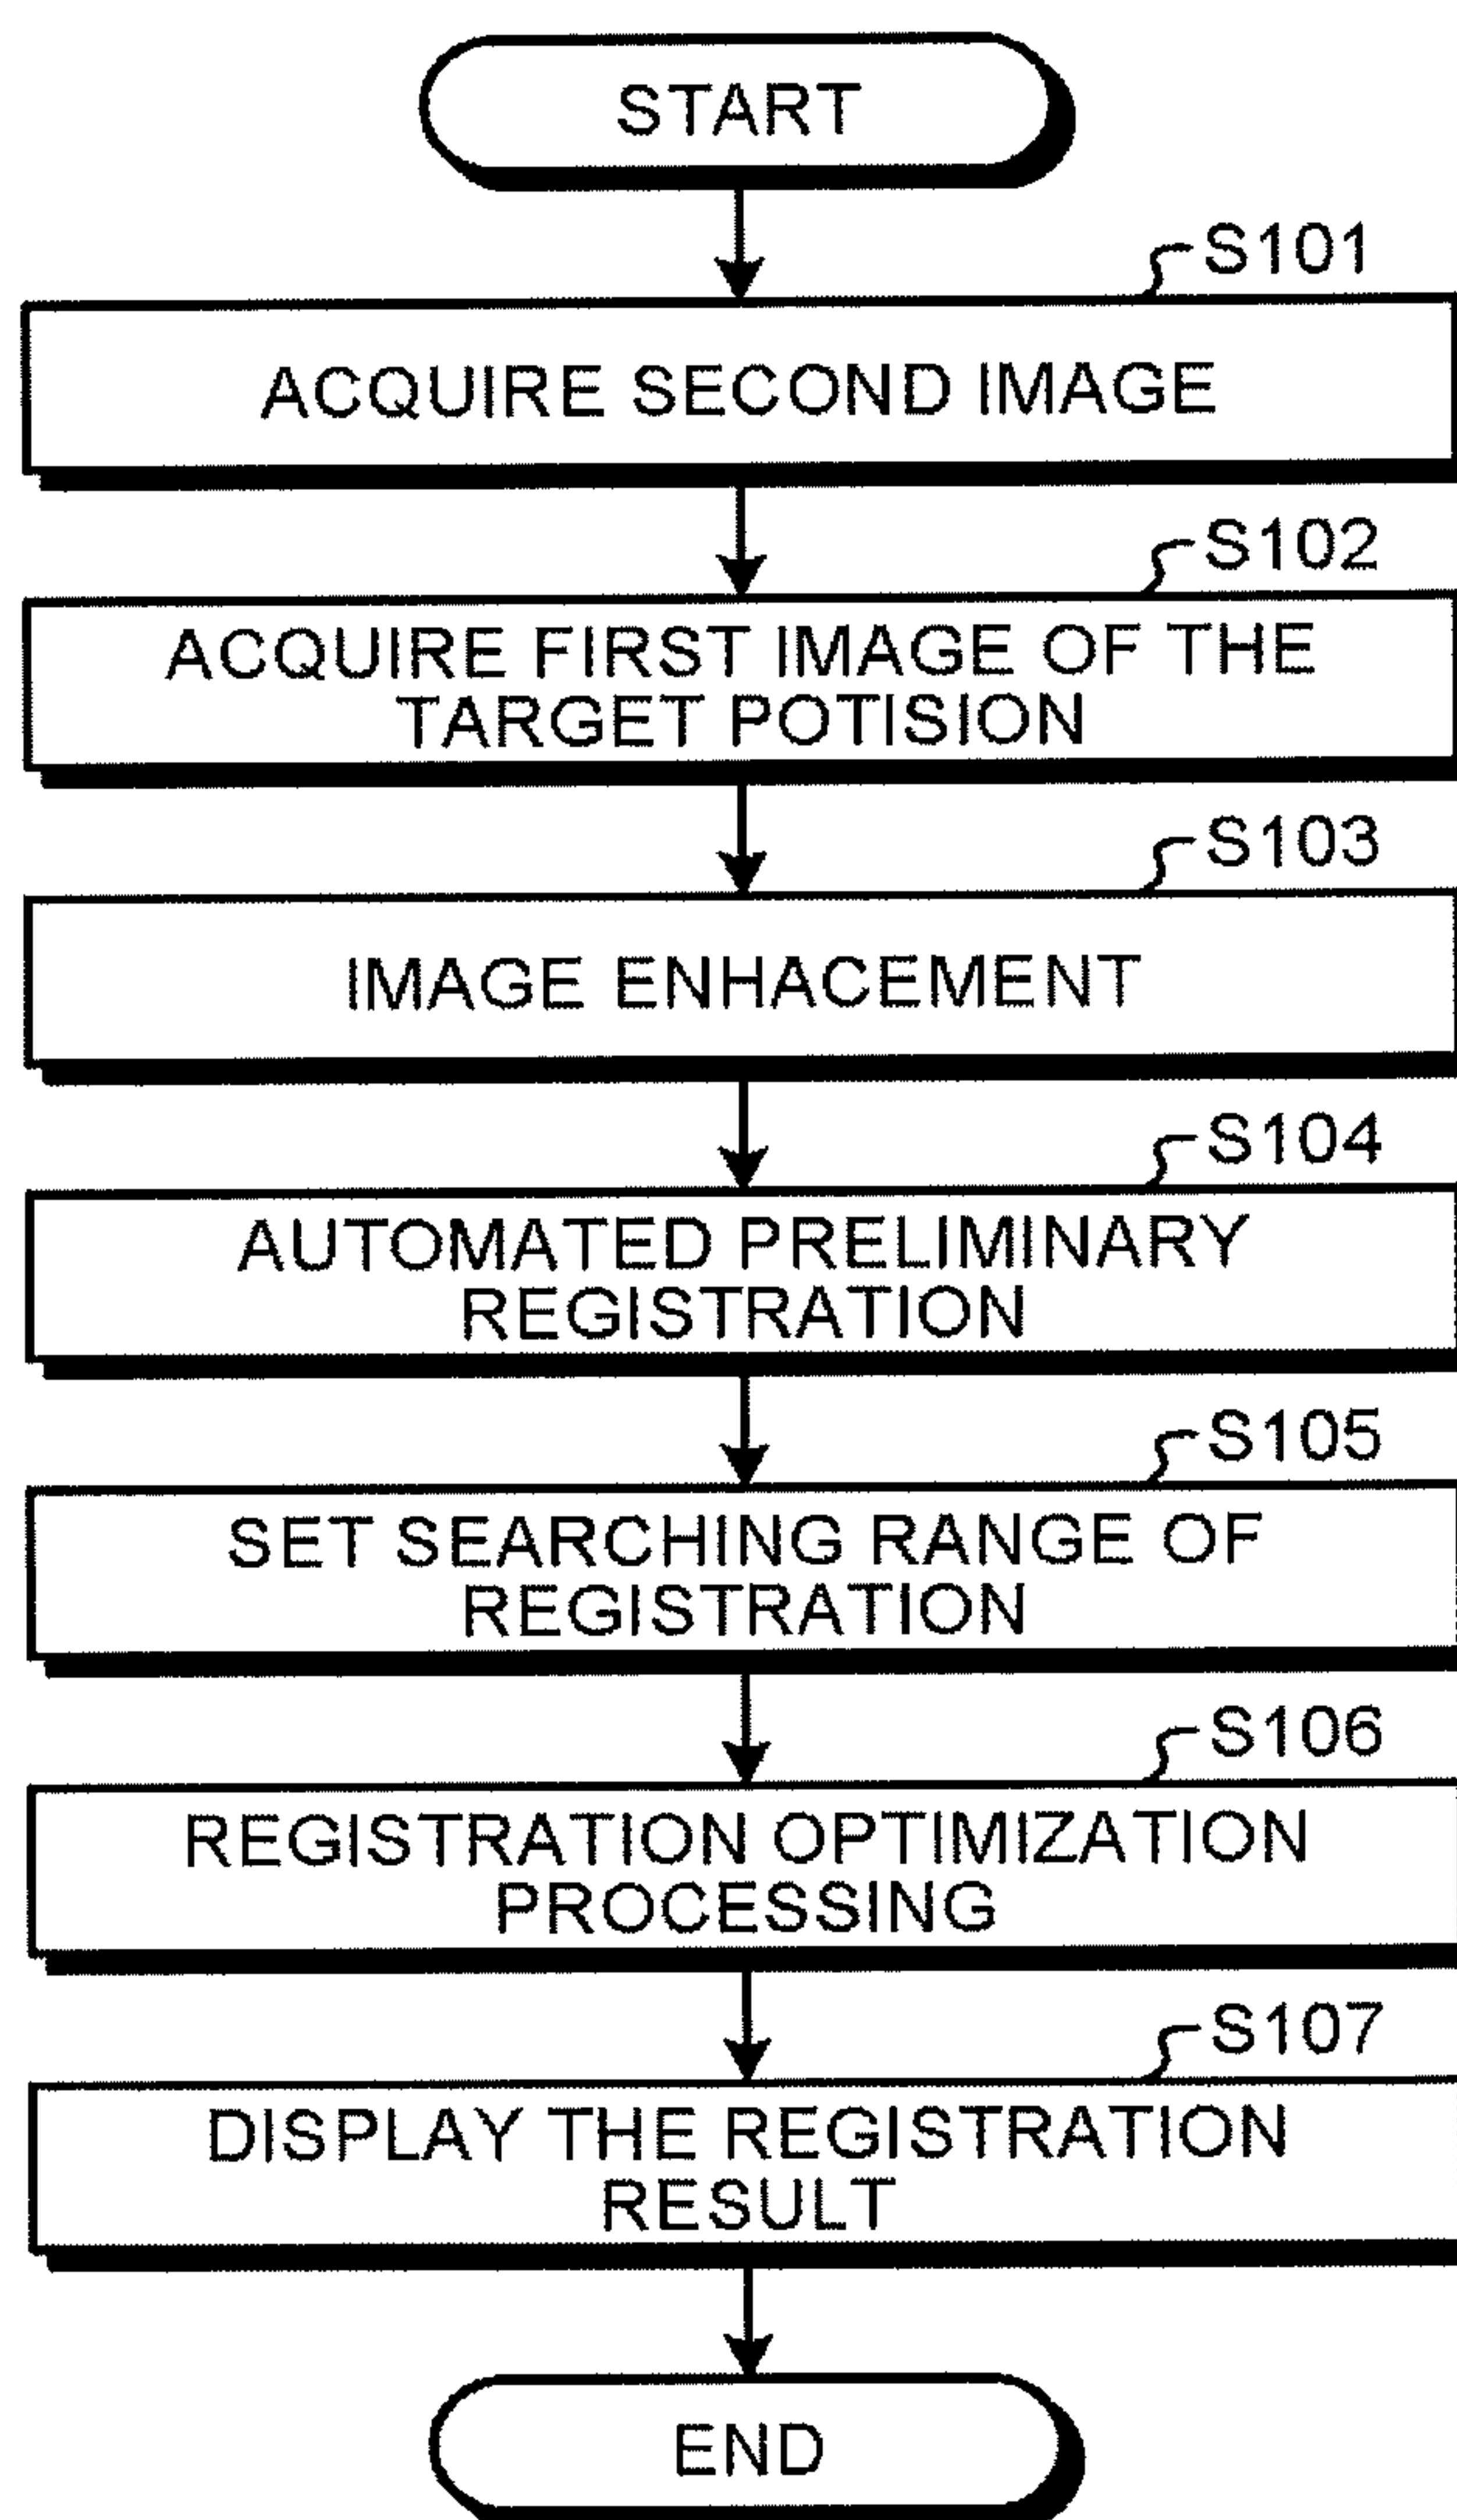 START
S101
ACQUIRE SECOND IMAGE
S102
ACQUIRE FIRST IMAGE OF THE
TARGET POTISION
S103
IMAGE ENHACEMENT
S104
AUTOMATED PRELIMINARY
REGISTRATION
S105
SET SEARCHING RANGE OF
REGISTRATION
S106
REGISTRATION OPTIMIZATION
PROCESSING
S107
DISPLAY THE REGISTRATION
RESULT
END